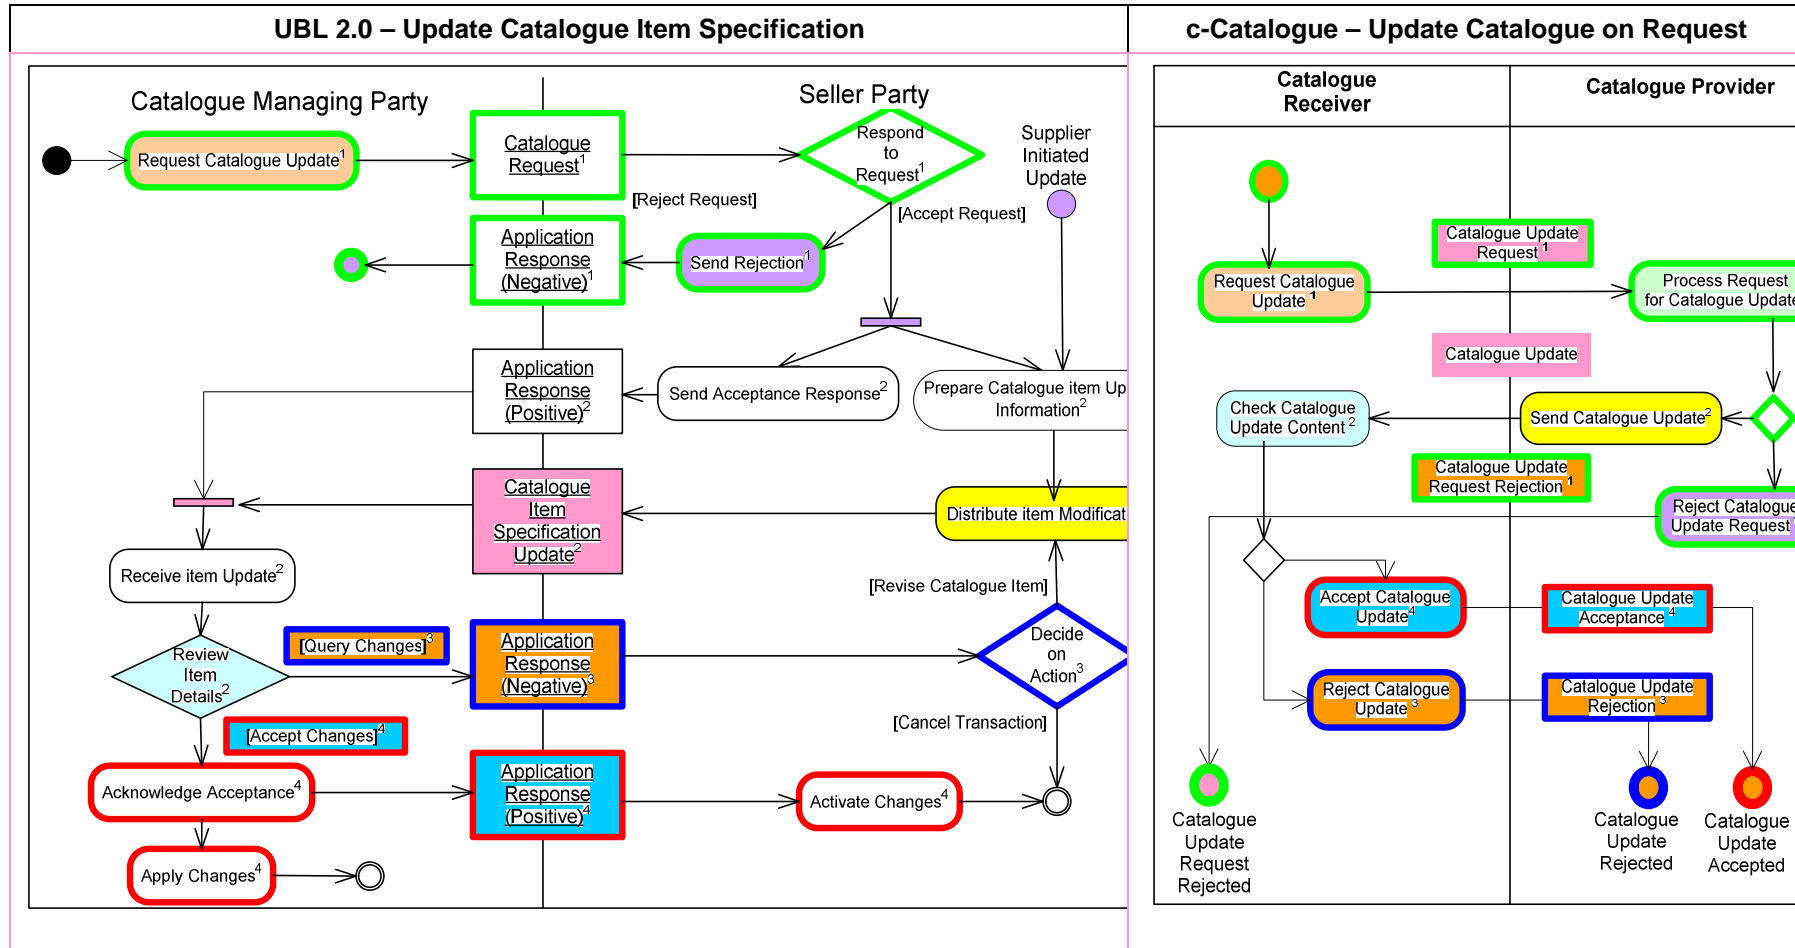 UBL 2.0 – Update Catalogue Item Specification
c-Catalogue – Update Catalogue on Request
Catalogue Managing Party
Seller Party
Request Catalogue Update1
Catalogue
Request1
Respond
to
Request1
Supplier
Initiated
Update
[Reject Request]
[Accept Request]
Application
Response
(Negative)1
Send Rejection1
Application
Response
(Positive)2
Send Acceptance Response2
Prepare Catalogue item Up
Information2
Catalogue
Item
Specification
Update2
Distribute item Modificat
Receive item Update2
[Revise Catalogue Item]
Review
Item
Details2
[Query Changes]3
Application
Response
(Negative)3
Decide
on
Action3
[Accept Changes]4
[Cancel Transaction]
Acknowledge Acceptance4
Application
Response
(Positive)4
Activate Changes4
Apply Changes4
Catalogue
Receiver
Catalogue Provider
Catalogue Update
Request 1
Request Catalogue
Update 1
Process Request
for Catalogue Update
Catalogue Update
Check Catalogue
Update Content 2
Send Catalogue Update2
Catalogue Update
Request Rejection 1
Reject Catalogue
Update Request
Accept Catalogue
Update4
Catalogue Update
Acceptance 4
Reject Catalogue
Update 3
Catalogue Update
Rejection 3
Catalogue
Update
Request
Rejected
Catalogue
Update
Rejected
Catalogue
Update
Accepted